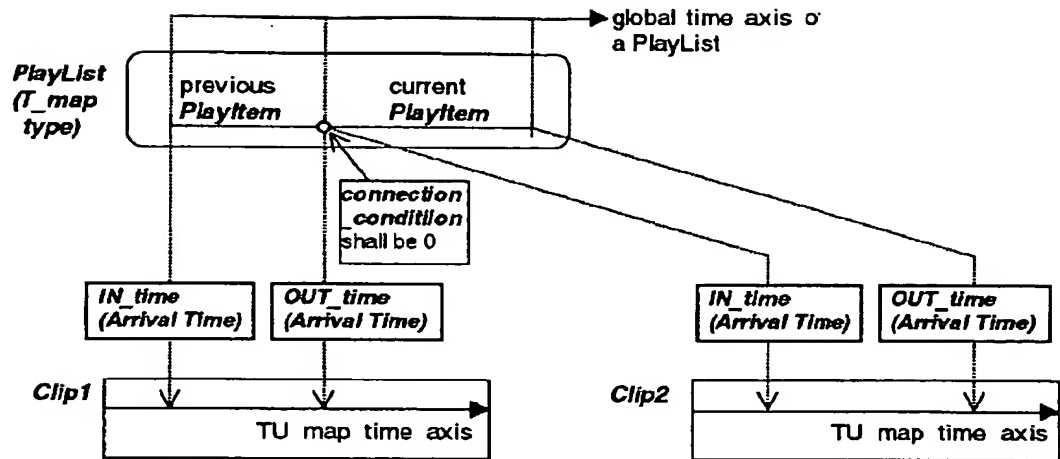 global time axis o
a PlayList
PlayList
(T_map
type)
previous
PlayItem
current
PlayItem
connection
_condition
shall be 0
IN_time
(Arrival Time)
OUT_time
(Arrival Time)
IN_time
(Arrival Time)
OUT_time
(Arrival Time)
Clip1
TU map time axis
Clip2
TU map time axis